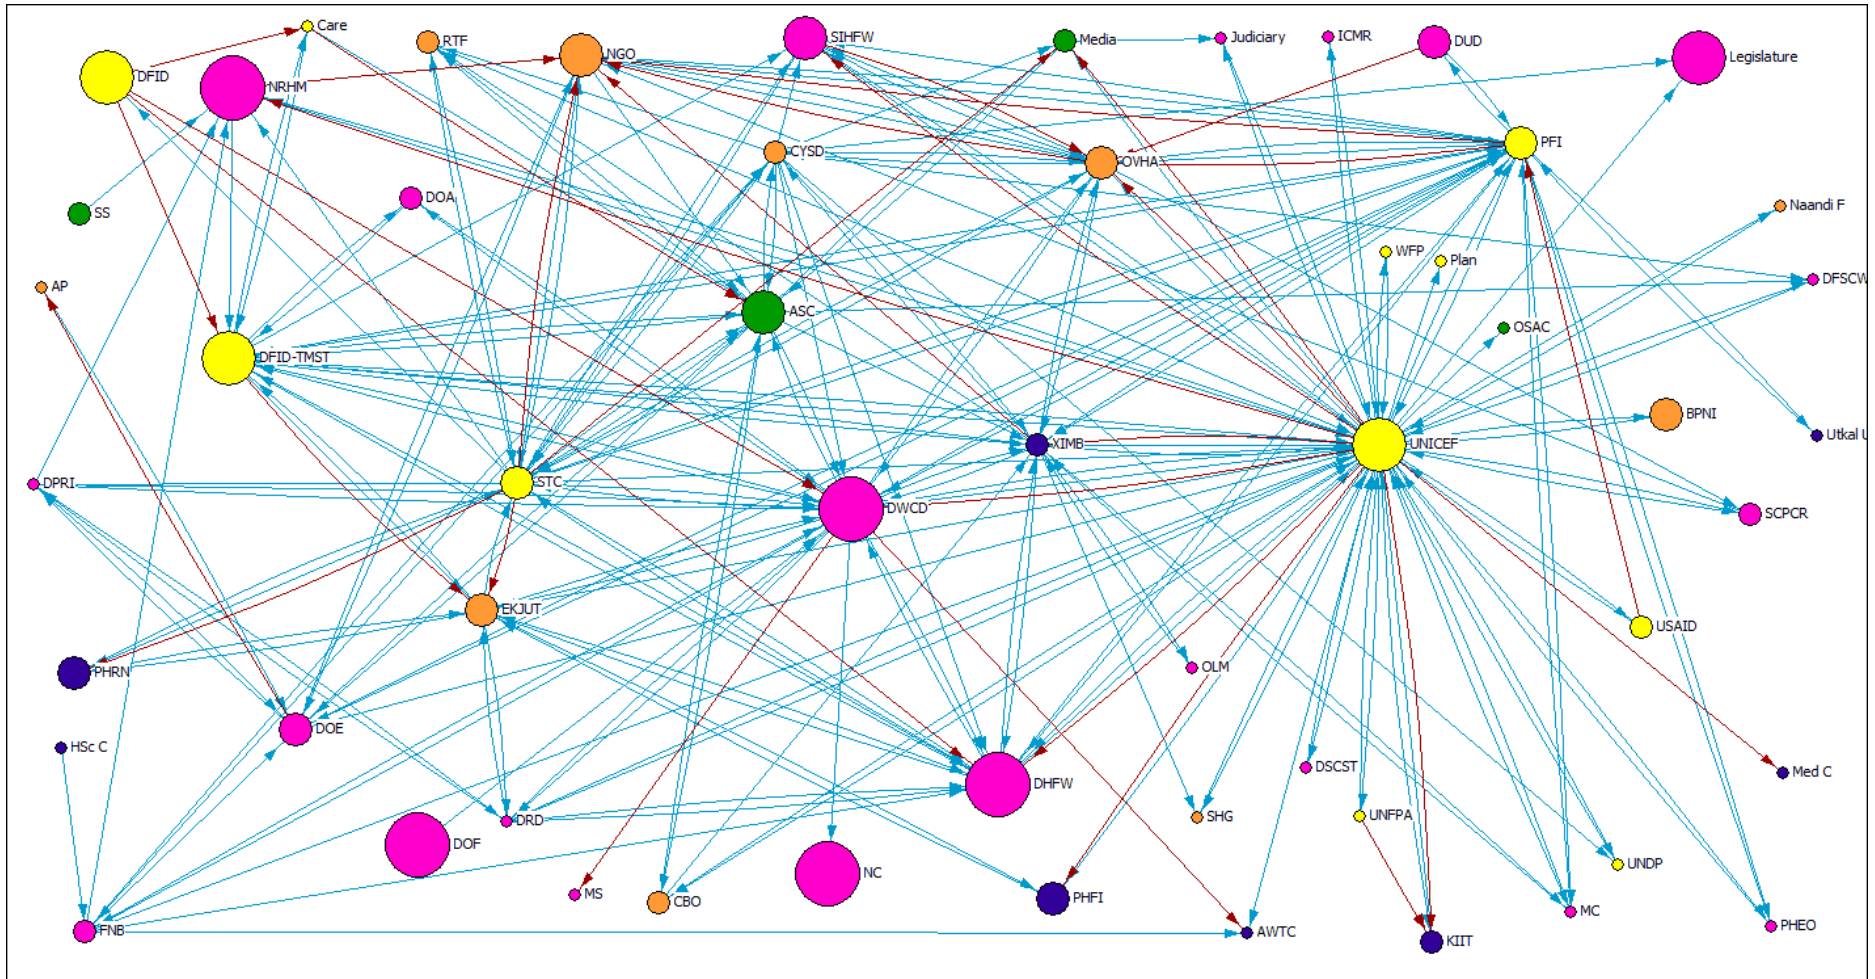 Care
RTF
NGO
SIHFW
Media
Judiciary
ICMR
DUD
Legislature
DFID
NRHM
CYSD
OVHA
PFI
SS
DOA
Naandi F
WFP
Plan
DFSCW
AP
ASC
OSAC
DFID-TMST
BPNI
XIMB
UNICEF
Utkal U
DPRI
STC
DWCD
SCPCR
EKJUT
USAID
PHRN
OLM
DOE
HSc C
DSCST
Med C
DHFW
DRD
SHG
UNFPA
DOF
NC
UNDP
MS
CBO
PHFI
MC
FNB
AWTC
KIIT
PHEO